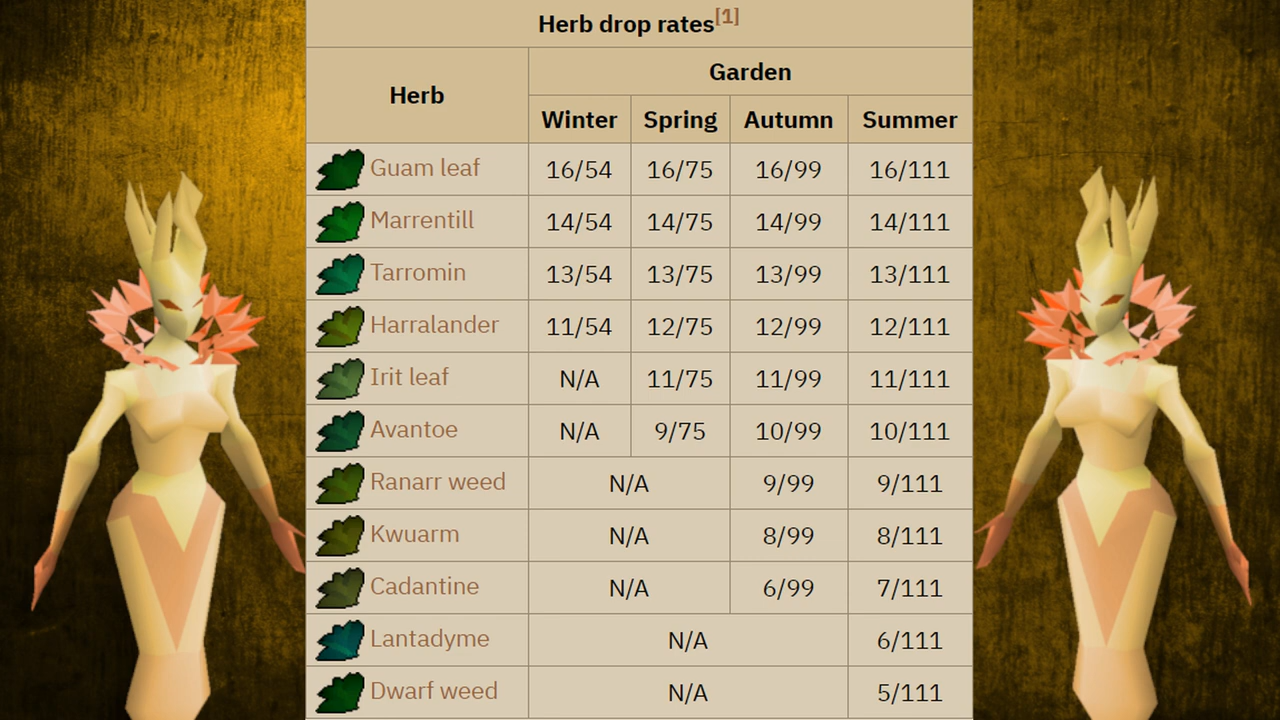 Herb drop rates[1]
Herb Garden
Winter Spring Autumn Summer
Guam leaf 16/54 16/75 16/99 16/111
Marrentill 14/54 14/75 14/99 14/111
Tarromin 13/54 13/75 13/99 13/111
Harralander 11/54 12/75 12/99 12/111
Irit leaf N/A 11/75 11/99 11/111
Avantoe N/A 9/75 10/99 10/111
Ranarr weed N/A 9/99 9/111
Kwuarm N/A 8/99 8/111
Cadantine N/A 6/99 7/111
Lantadyme N/A 6/111
Dwarf weed N/A 5/111